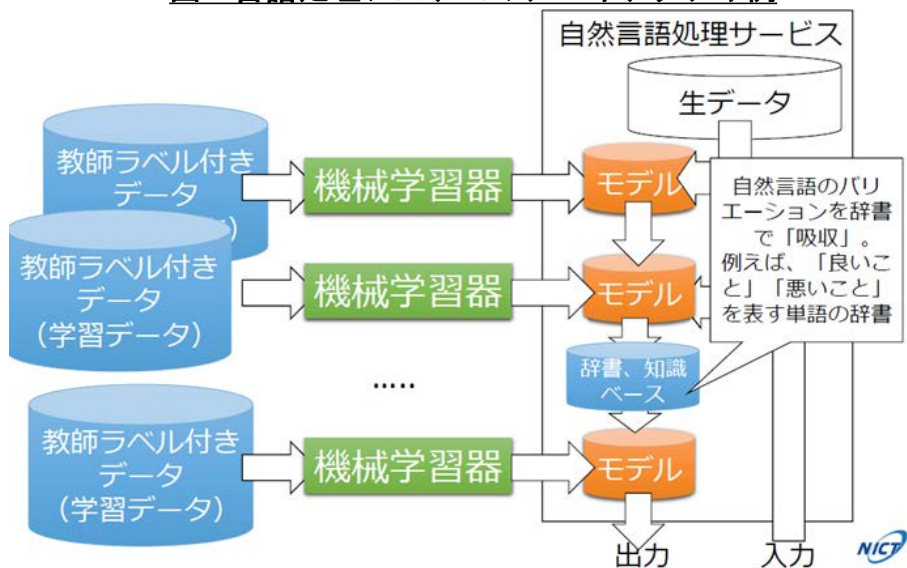 自然言語処理サービス
生データ
教師ラベル付き
データ
機械学習器
モデル
自然言語のバリ
エーションを辞書
で「吸収」。
例えば、「良いこ
と」「悪いこと」
を表す単語の辞書
教師ラベル付き
データ
(学習データ)
機械学習器
モデル
辞書、知識
ベース
.....
教師ラベル付き
データ
(学習データ)
機械学習器
モデル
出力
入力
NICT